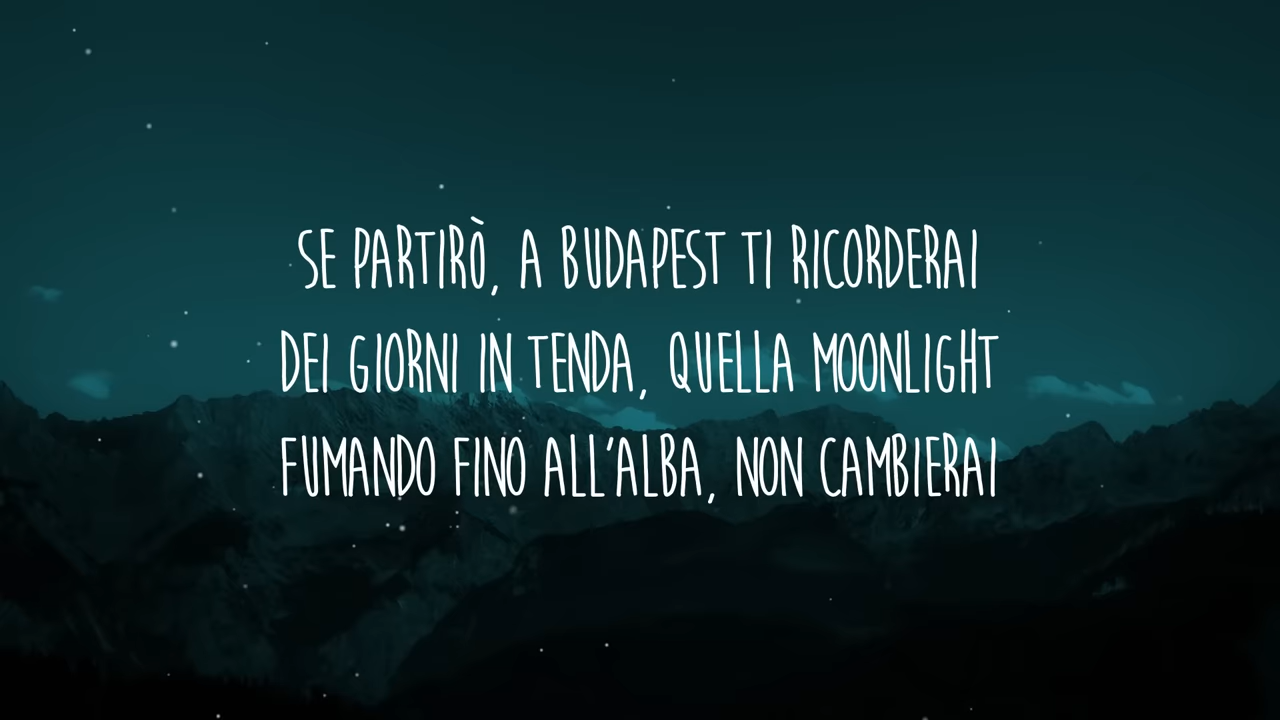 SE PARTIRÒ, A BUDAPEST TI RICORDERAI
DEI GIORNI IN TENDA, QUELLA MOONLIGHT
FUMANDO FINO ALL'ALBA, NON CAMBIERAI